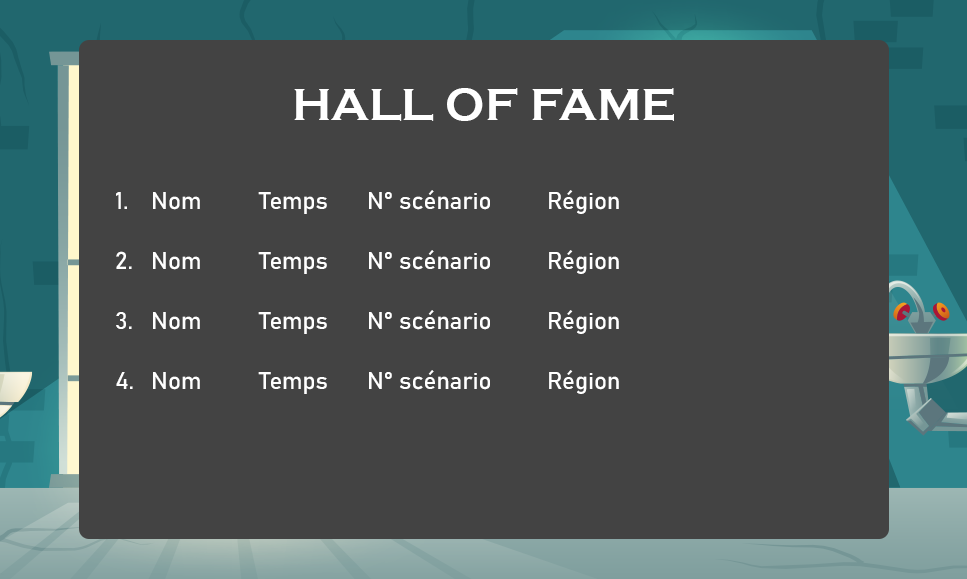 HALL OF FAME
1. Nom Temps N° scénario Région
2. Nom Temps N° scénario Région
3. Nom Temps N° scénario Région
4. Nom Temps N° scénario Région